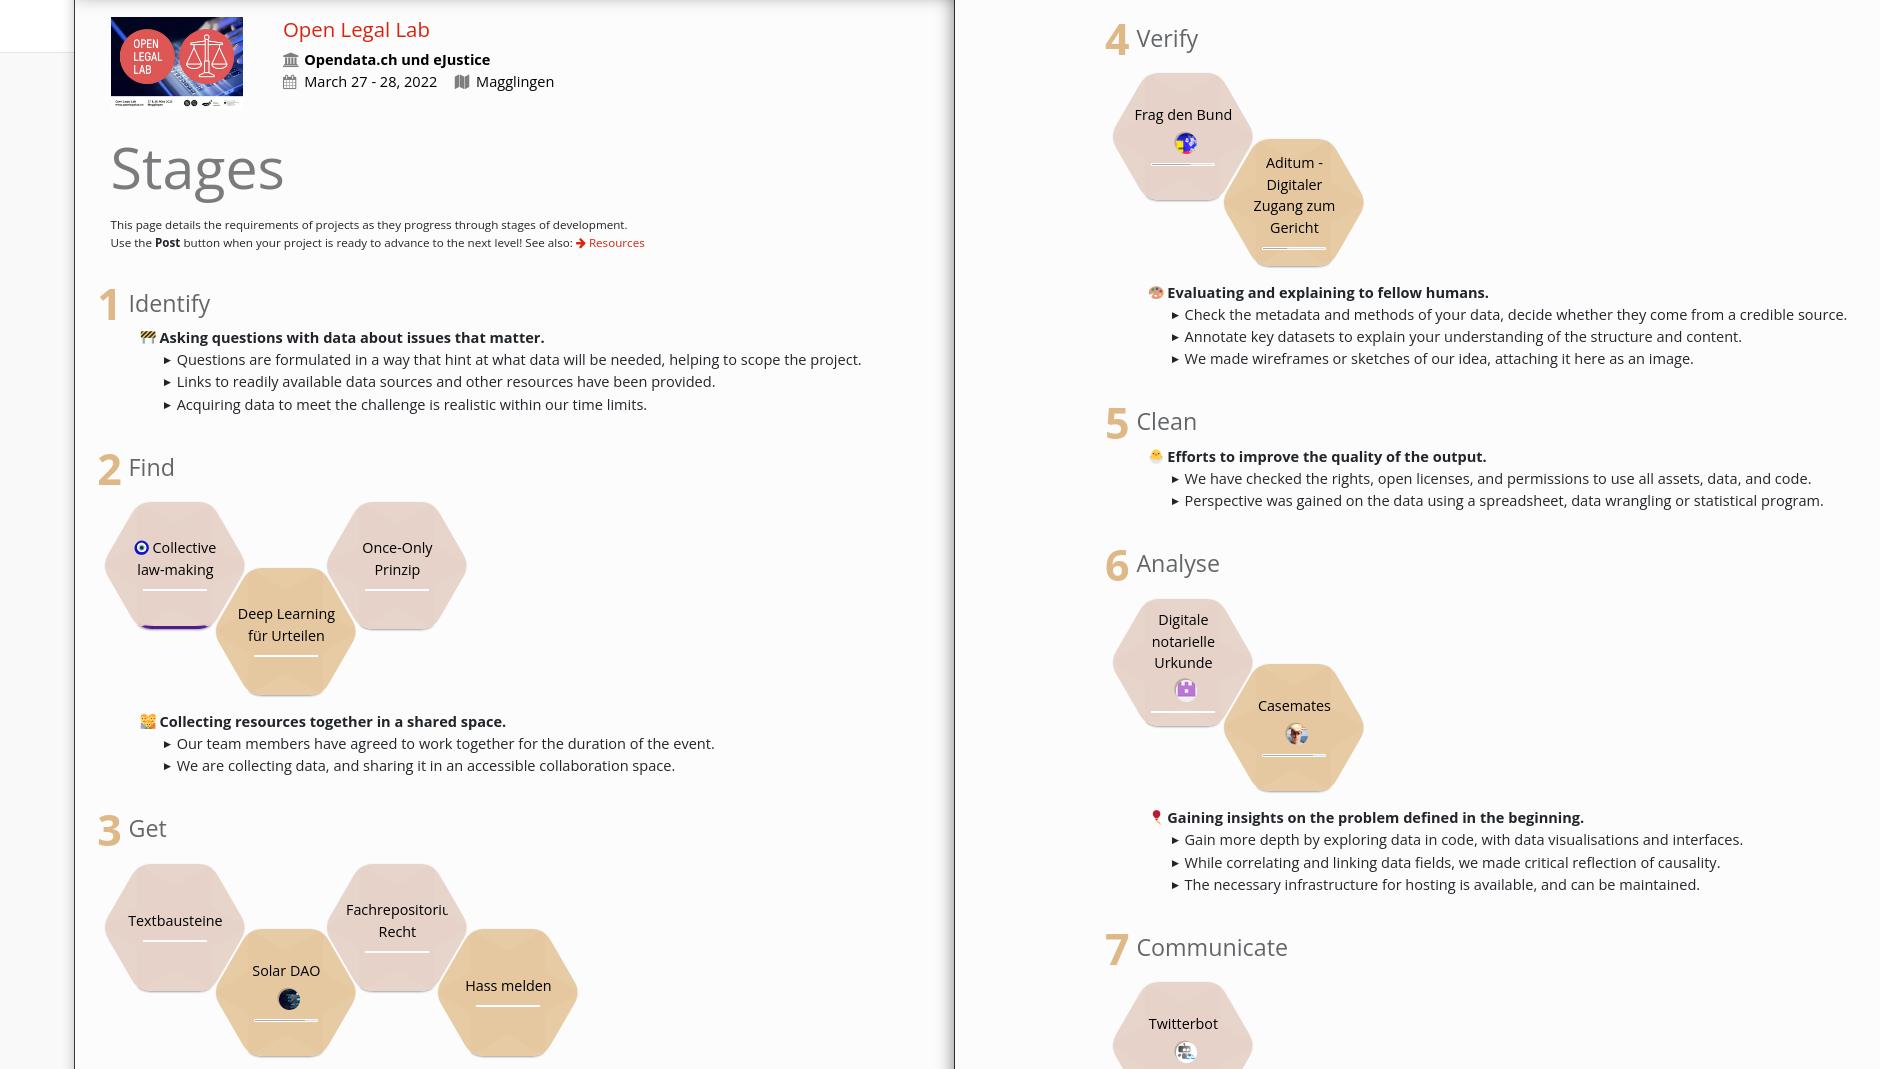 OPEN
LEGAL
LAB
Open Legal Lab
Opendata.ch und eJustice
March 27 - 28, 2022 Magglingen
Stages
This page details the requirements of projects as they progress through stages of development.
Use the Post button when your project is ready to advance to the next level! See also: Resources
1 Identify
Asking questions with data about issues that matter.
▸ Questions are formulated in a way that hint at what data will be needed, helping to scope the project.
▸ Links to readily available data sources and other resources have been provided.
▸ Acquiring data to meet the challenge is realistic within our time limits.
2 Find
Collective
law-making
Deep Learning
für Urteilen
Once-Only
Prinzip
Collecting resources together in a shared space.
▸ Our team members have agreed to work together for the duration of the event.
▸ We are collecting data, and sharing it in an accessible collaboration space.
3 Get
Textbausteine
Solar DAO
Fachrepositoriu
Recht
Hass melden
4 Verify
Frag den Bund
Aditum -
Digitaler
Zugang zum
Gericht
Evaluating and explaining to fellow humans.
▸ Check the metadata and methods of your data, decide whether they come from a credible source.
▸ Annotate key datasets to explain your understanding of the structure and content.
▸ We made wireframes or sketches of our idea, attaching it here as an image.
5 Clean
Efforts to improve the quality of the output.
▸ We have checked the rights, open licenses, and permissions to use all assets, data, and code.
▸ Perspective was gained on the data using a spreadsheet, data wrangling or statistical program.
6 Analyse
Digitale
notarielle
Urkunde
Casemates
Gaining insights on the problem defined in the beginning.
▸ Gain more depth by exploring data in code, with data visualisations and interfaces.
▸ While correlating and linking data fields, we made critical reflection of causality.
▸ The necessary infrastructure for hosting is available, and can be maintained.
7 Communicate
Twitterbot